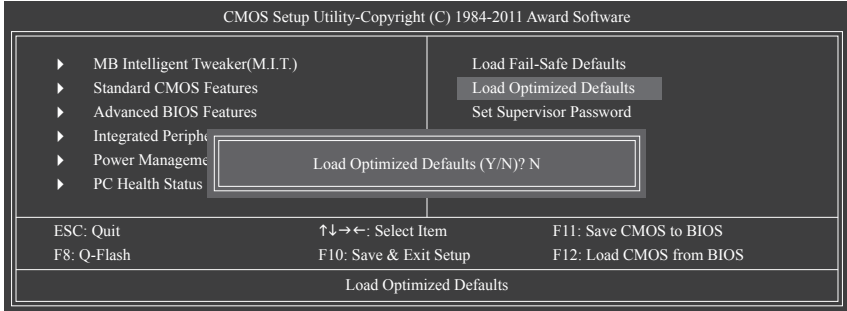 CMOS Setup Utility-Copyright (C) 1984-2011 Award Software
MB Intelligent Tweaker(M.I.T.)
Standard CMOS Features
Advanced BIOS Features
Integrated Periphe
Power Manageme
PC Health Status
Load Fail-Safe Defaults
Load Optimized Defaults
Set Supervisor Password
Load Optimized Defaults (Y/N)? N
ESC: Quit ↑↓→←: Select Item F11: Save CMOS to BIOS
F8: Q-Flash F10: Save & Exit Setup F12: Load CMOS from BIOS
Load Optimized Defaults